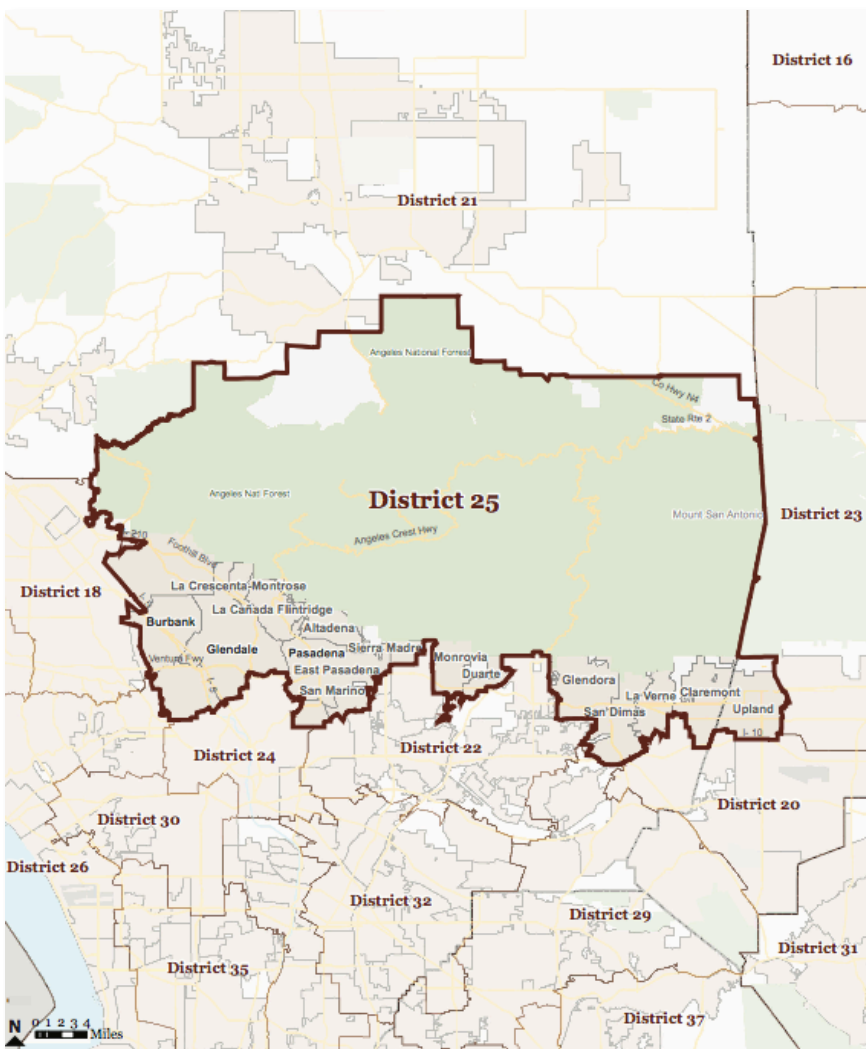 District 16
District 21
Angeles National Forrest
Co Hwy N4
State Rte 2
Angeles Natl Forest
District 25
Mount San Antonio
District 23
Angeles Crest Hwy
I-210
Foothill Blvd
District 18
La Crescenta-Montrose
La Cañada Flintridge
Burbank
Altadena
Glendale
Pasadena
Sierra Madre
Monrovia
Ventura Fwy
East Pasadena
Duarte
Glendora
San Marino
La Verne
Claremont
San Dimas
Upland
I- 10
District 24
District 22
District 20
District 30
District 26
District 32
District 29
District 31
District 35
District 37
N
0 1 2 3 4
Miles